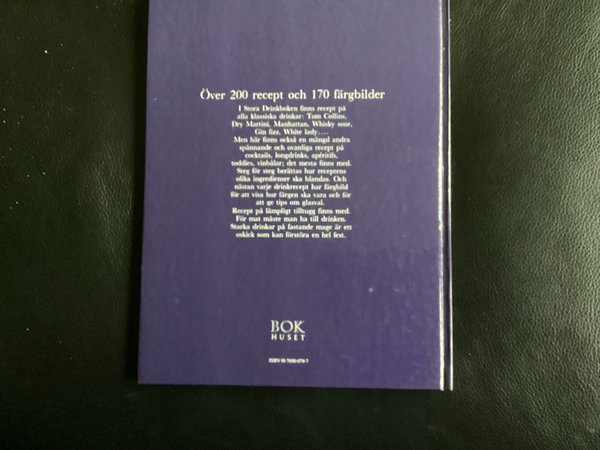 Över 200 recept och 170 färgbilder
I Stora Drinkboken finns recept på
alla klassiska drinkar: Tom Collins,
Dry Martini, Manhattan, Whisky sour,
Gin fizz, White lady....
Men här finns också en mängd andra
spännande och ovanliga recept på
cocktails, longdrinks, apéritifs,
toddies, vinbålar; det mesta finns med.
Steg för steg berättas hur receptens
olika ingredienser ska blandas. Och
nästan varje drinkrecept har färgbild
för att visa hur färgen ska vara och för
att ge tips om glasval.
Recept på lämpligt tilltugg finns med.
För mat måste man ha till drinken.
Starka drinkar på fastande mage är ett
oskick som kan förstöra en hel fest.
BOK
HUSET
ISBN